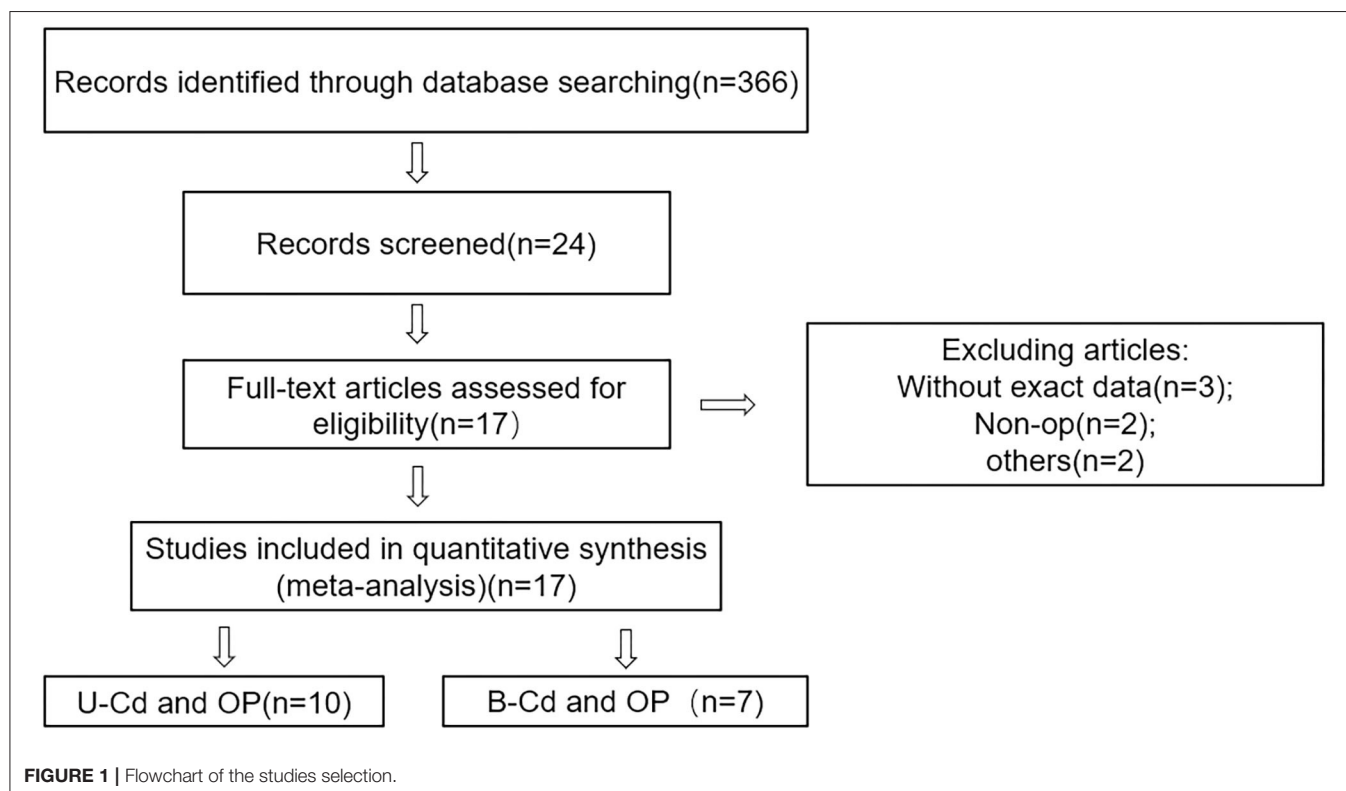 Records identified through database searching(n=366)
Records screened(n=24)
Full-text articles assessed for
eligibility(n=17）
Excluding articles:
Without exact data(n=3);
Non-op(n=2);
others(n=2)
Studies included in quantitative synthesis
(meta-analysis)(n=17)
U-Cd and OP(n=10)
B-Cd and OP（n=7)
FIGURE 1 | Flowchart of the studies selection.